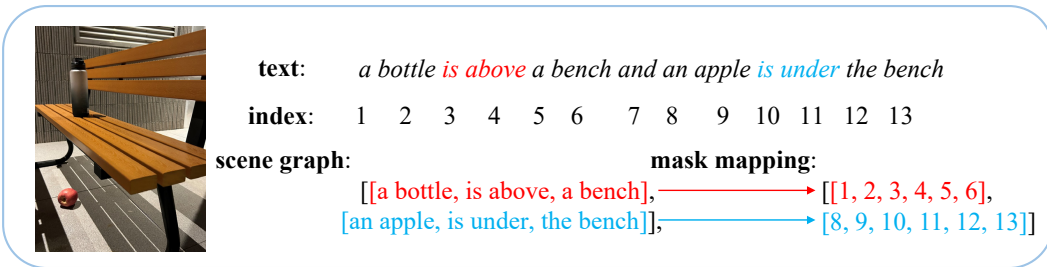 text: a bottle is above a bench and an apple is under the bench
index: 1 2 3 4 5 6 7 8 9 10 11 12 13
scene graph: mask mapping:
[[a bottle, is above, a bench], [[1, 2, 3, 4, 5, 6],
[an apple, is under, the bench]], [8, 9, 10, 11, 12, 13]]